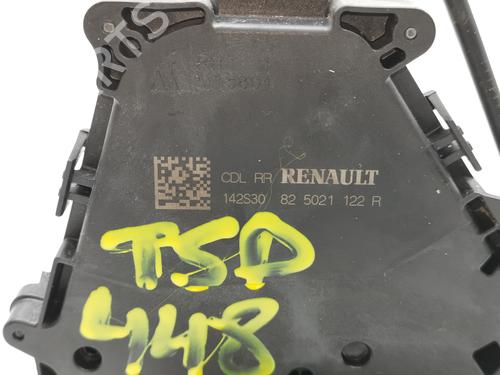 CDL RR RENAULT
142S30 82 5021 122 R
TSD
448